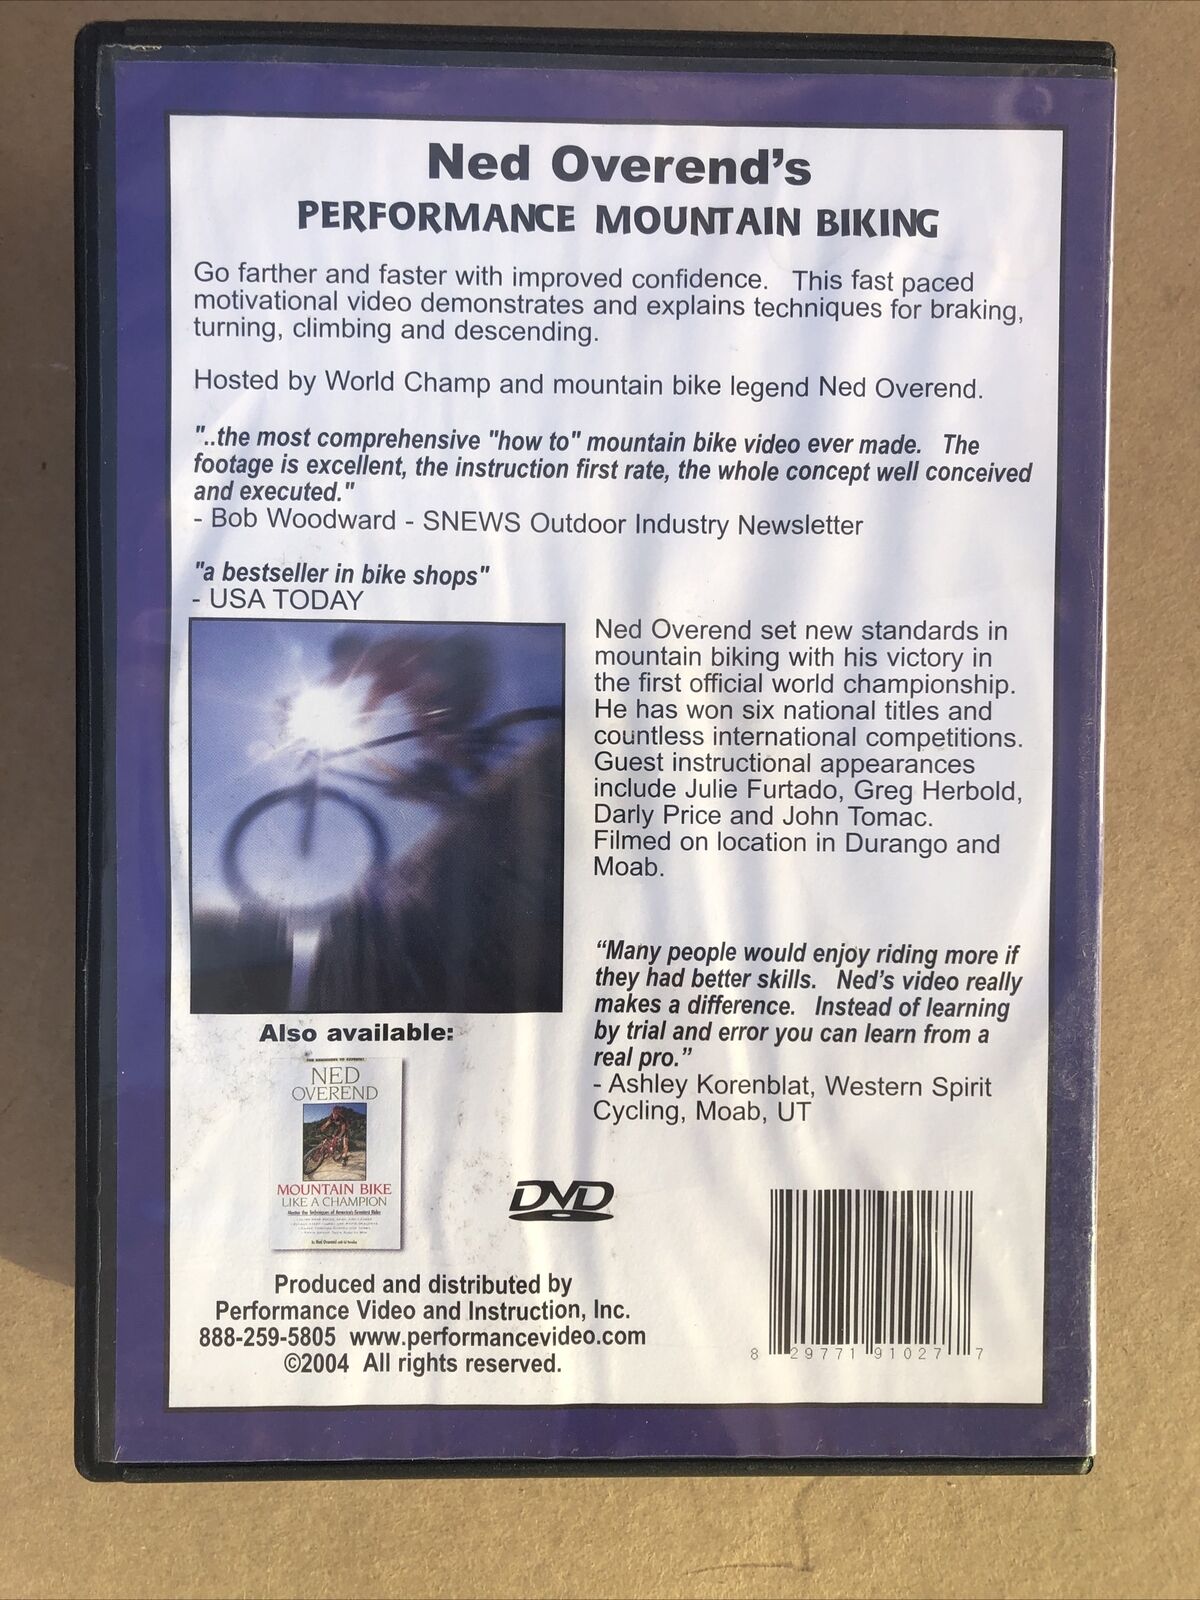 Ned Overend's
PERFORMANCE MOUNTAIN BIKING
Go farther and faster with improved confidence. This fast paced
motivational video demonstrates and explains techniques for braking,
turning, climbing and descending.
Hosted by World Champ and mountain bike legend Ned Overend.
"..the most comprehensive "how to" mountain bike video ever made. The
footage is excellent, the instruction first rate, the whole concept well conceived
and executed."
- Bob Woodward - SNEWS Outdoor Industry Newsletter
"a bestseller in bike shops"
- USA TODAY
Ned Overend set new standards in
mountain biking with his victory in
the first official world championship.
He has won six national titles and
countless international competitions.
Guest instructional appearances
include Julie Furtado, Greg Herbold,
Darly Price and John Tomac.
Filmed on location in Durango and
Moab.
“Many people would enjoy riding more if
they had better skills. Ned's video really
makes a difference. Instead of learning
by trial and error you can learn from a
real pro.”
- Ashley Korenblat, Western Spirit
Cycling, Moab, UT
Also available:
NED
OVEREND
MOUNTAIN BIKE
LIKE A CHAMPION
Master the Techniques of America's Greatest Rider
DVD
Produced and distributed by
Performance Video and Instruction, Inc.
888-259-5805 www.performancevideo.com
©2004 All rights reserved.
8 29771 91027 7